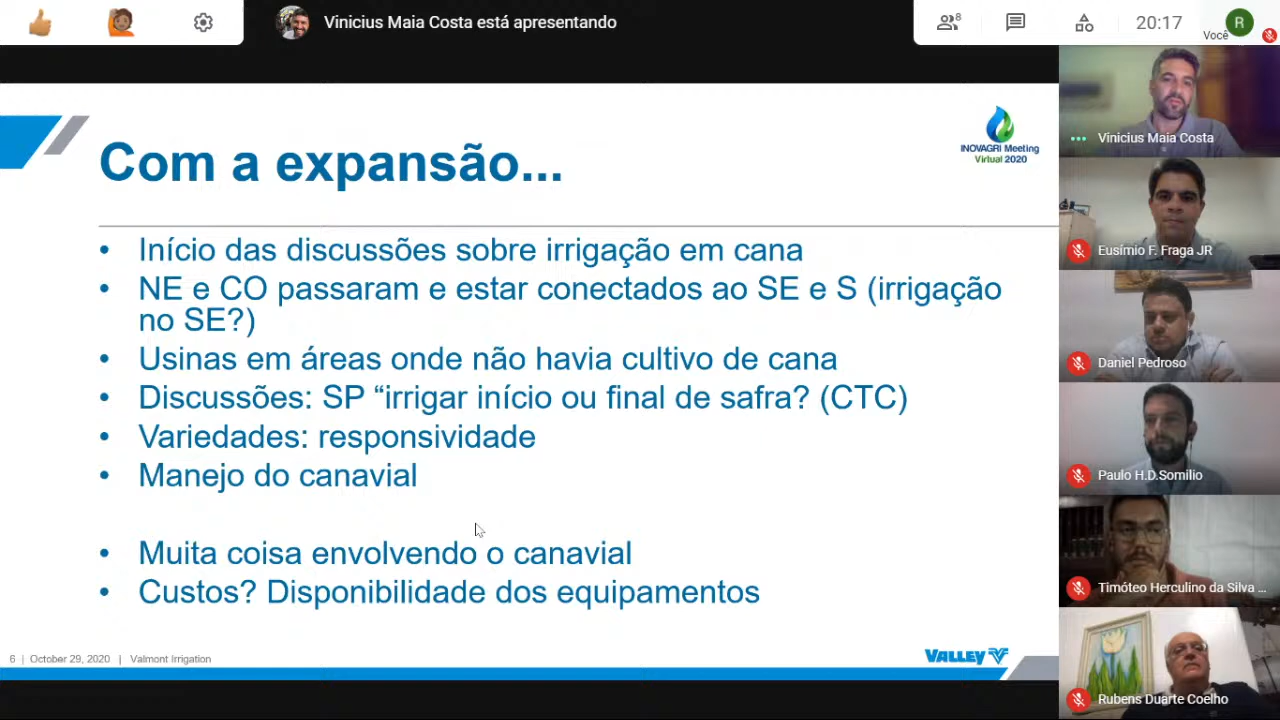 Vinicius Maia Costa está apresentando
8
20:17
R
Você
INOVAGRI Meeting
Virtual 2020
Com a expansão...
• Início das discussões sobre irrigação em cana
• NE e CO passaram e estar conectados ao SE e S (irrigação
no SE?)
• Usinas em áreas onde não havia cultivo de cana
• Discussões: SP “irrigar início ou final de safra? (CTC)
• Variedades: responsividade
• Manejo do canavial
• Muita coisa envolvendo o canavial
• Custos? Disponibilidade dos equipamentos
6 | October 29, 2020 | Valmont Irrigation
VALLEY
Vinicius Maia Costa
Eusímio F. Fraga JR
Daniel Pedroso
Paulo H.D.Somilio
Timóteo Herculino da Silva ...
Rubens Duarte Coelho